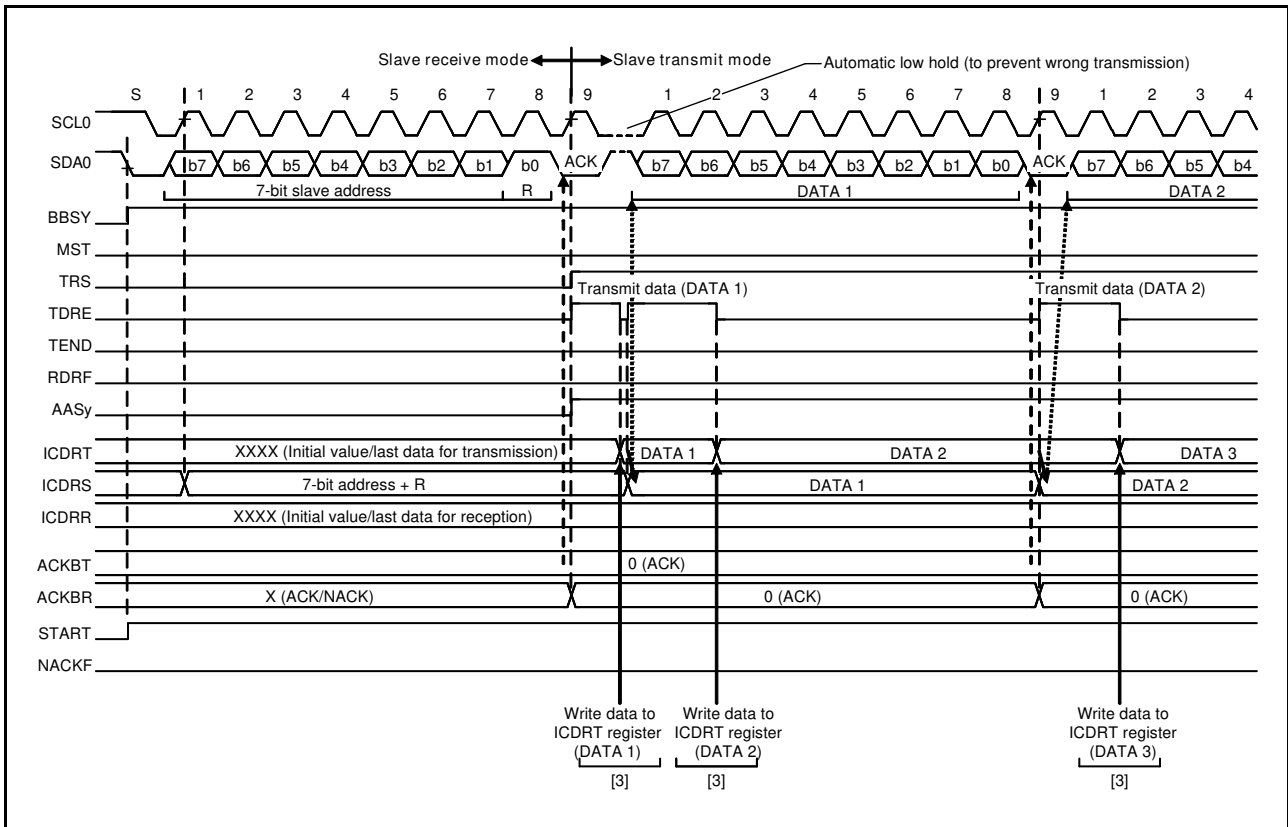 Slave receive mode Slave transmit mode
Automatic low hold (to prevent wrong transmission)
S 1 2 3 4 5 6 7 8 9 1 2 3 4 5 6 7 8 9 1 2 3 4
SCL0
SDA0 b7 b6 b5 b4 b3 b2 b1 b0 ACK b7 b6 b5 b4 b3 b2 b1 b0 ACK b7 b6 b5 b4
7-bit slave address R DATA 1 DATA 2
BBSY
MST
TRS
Transmit data (DATA 1) Transmit data (DATA 2)
TDRE
TEND
RDRF
AASy
ICDRT XXXX (Initial value/last data for transmission) DATA 1 DATA 2 DATA 3
ICDRS 7-bit address + R DATA 1 DATA 2
ICDRR XXXX (Initial value/last data for reception)
ACKBT 0 (ACK)
ACKBR X (ACK/NACK) 0 (ACK) 0 (ACK)
START
NACKF
Write data to Write data to Write data to
ICDRT register ICDRT register ICDRT register
(DATA 1) (DATA 2) (DATA 3)
[3] [3] [3]